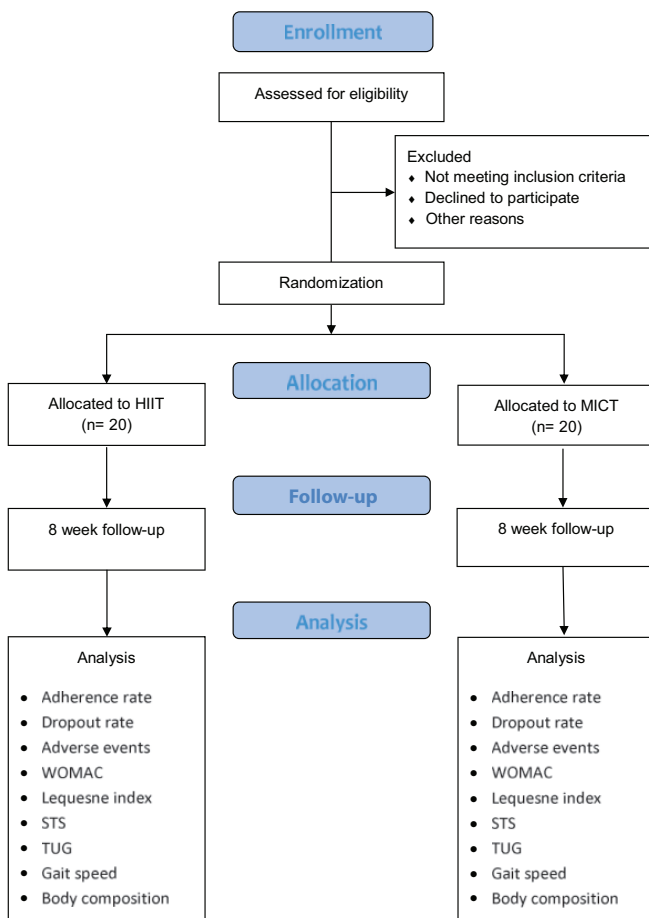 Enrollment
Assessed for eligibility
Excluded
♦ Not meeting inclusion criteria
♦ Declined to participate
♦ Other reasons
Randomization
Allocation
Allocated to HIIT
(n= 20)
Allocated to MICT
(n= 20)
Follow-up
8 week follow-up
8 week follow-up
Analysis
Analysis
• Adherence rate
• Dropout rate
• Adverse events
• WOMAC
• Lequesne index
• STS
• TUG
• Gait speed
• Body composition
Analysis
• Adherence rate
• Dropout rate
• Adverse events
• WOMAC
• Lequesne index
• STS
• TUG
• Gait speed
• Body composition